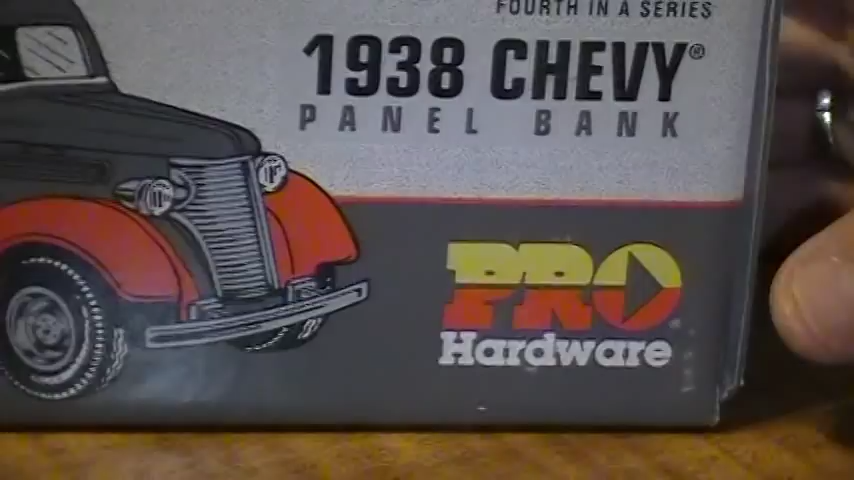 FOURTH IN A SERIES
1938 CHEVY®
PANEL BANK
PRO
Hardware